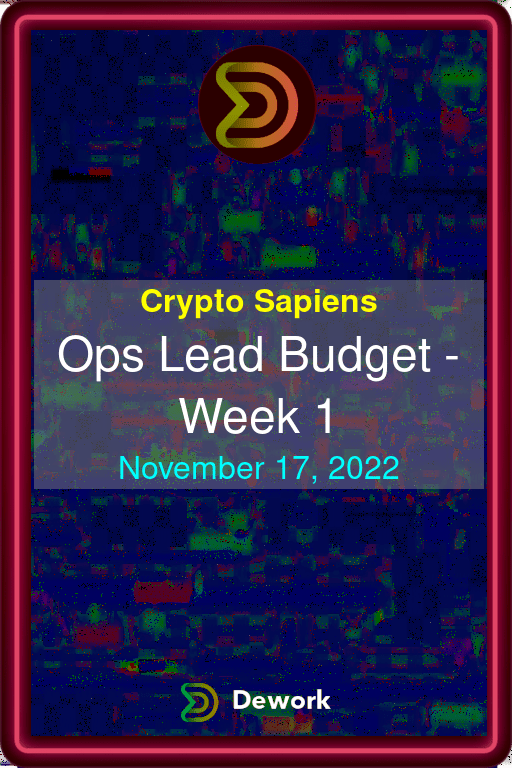 Crypto Sapiens
Ops Lead Budget -
Week 1
November 17, 2022
Dework